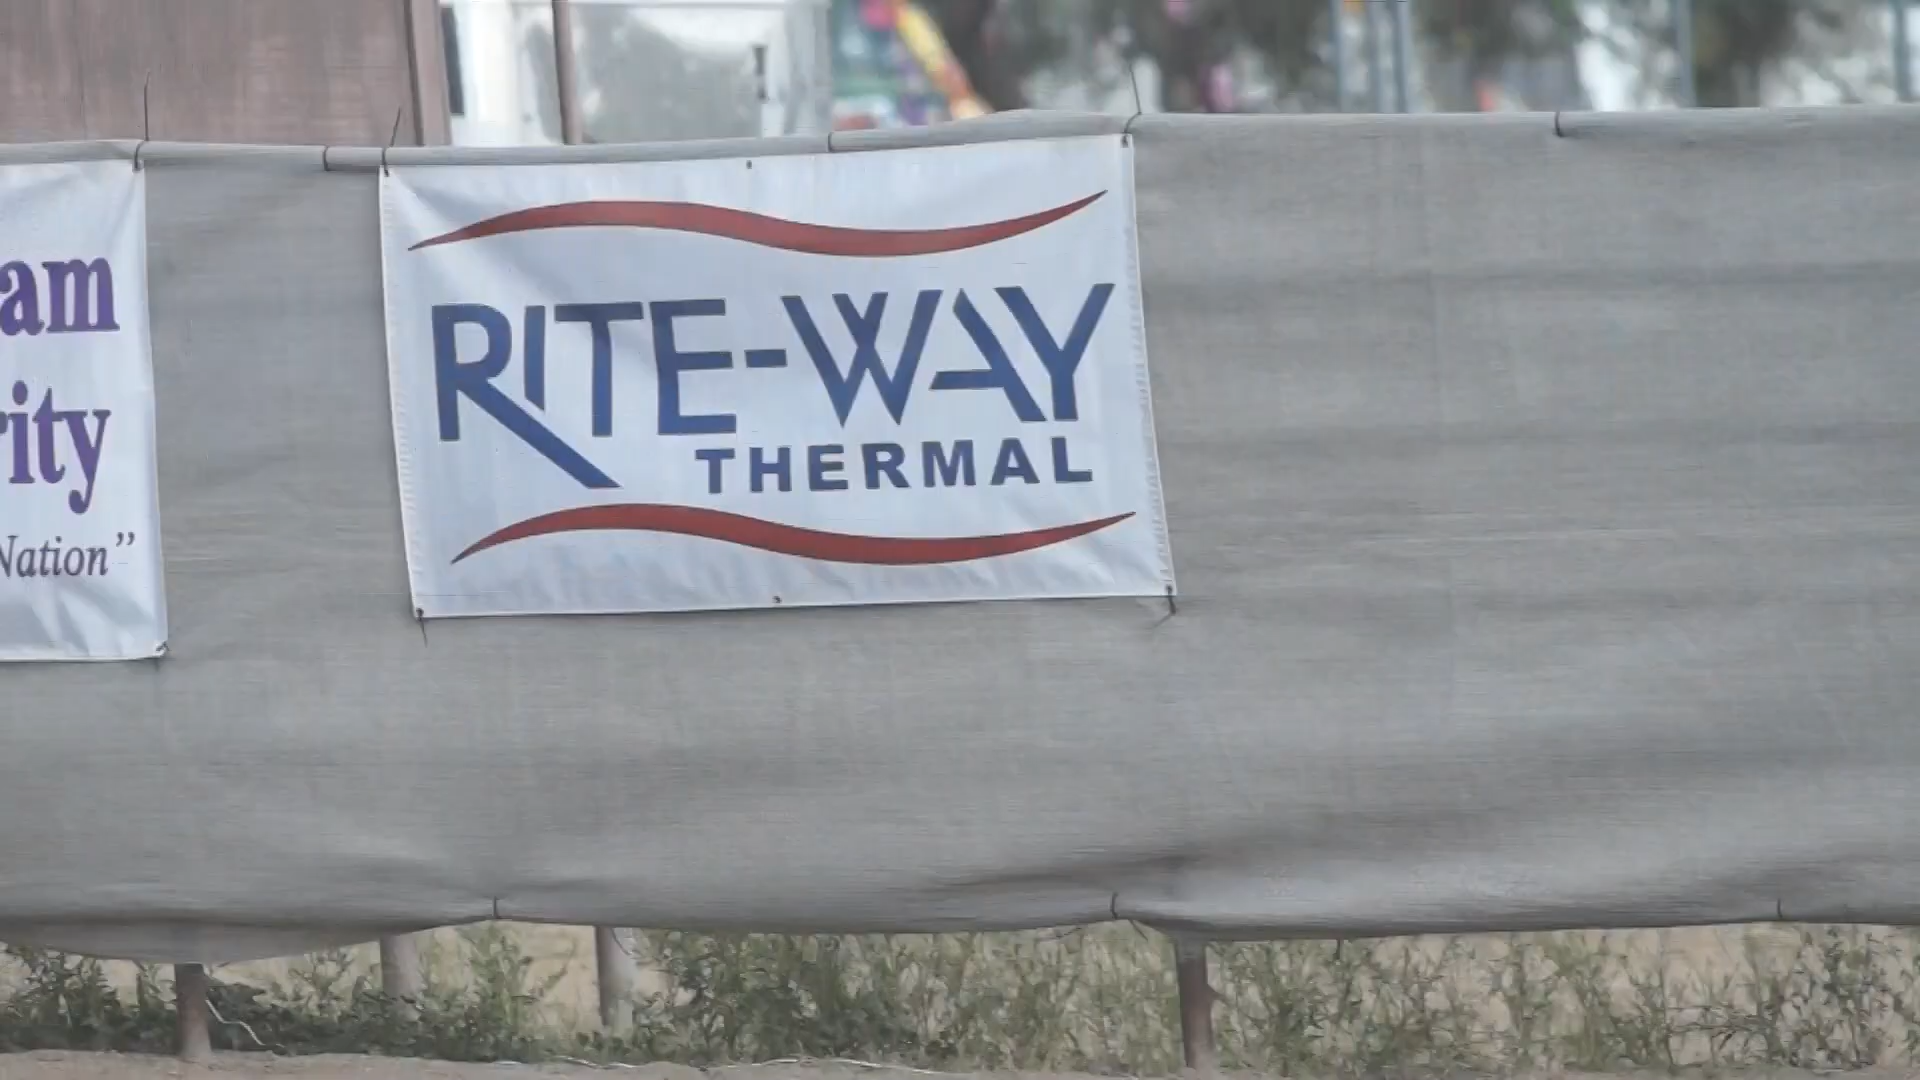 am
rity
Nation”
RITE-WAY
THERMAL